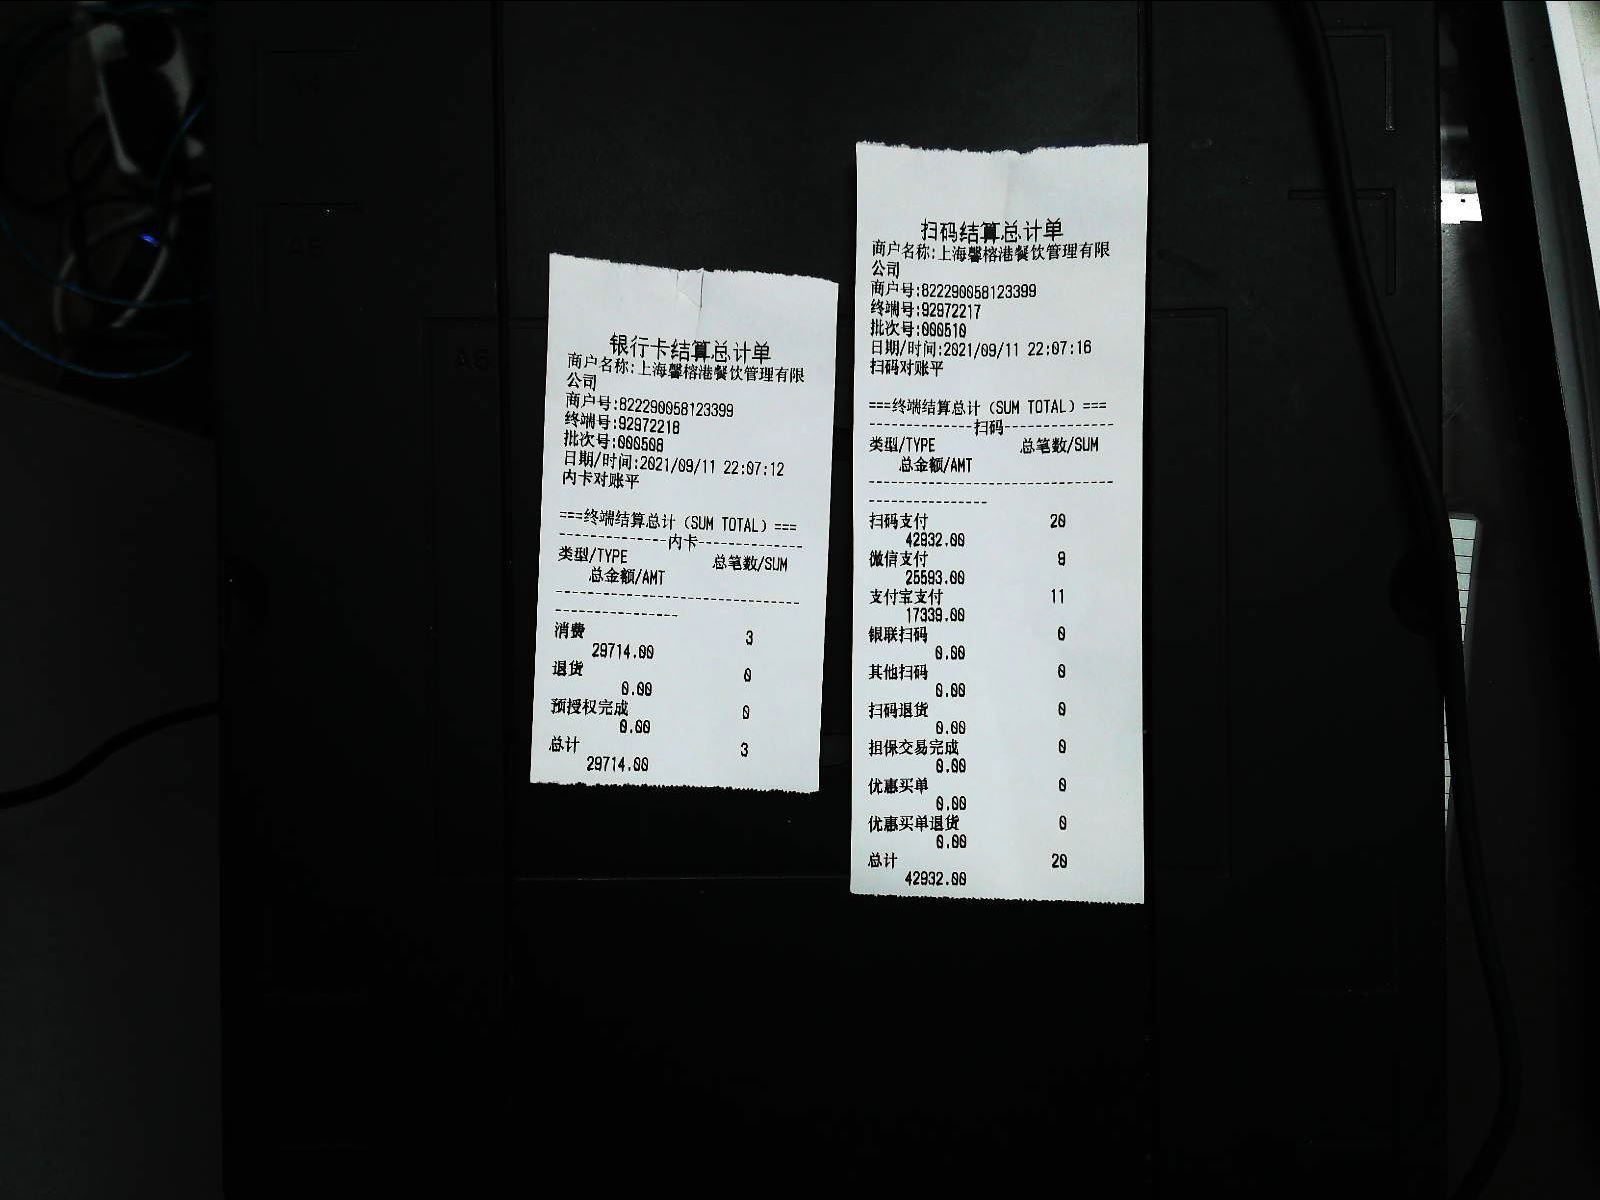 银行卡结算总计单
商户名称:上海馨榕港餐饮管理有限
公司
商户号:822290058123399
终端号:92972218
批次号:000508
日期/时间:2021/09/11 22:07:12
内卡对账平
===终端结算总计（SUM TOTAL）===
--------------内卡--------------
类型/TYPE 总笔数/SUM
总金额/AMT
--------------------------------
----------------
消费 3
29714.00
退货 0
0.00
预授权完成 0
0.00
总计 3
29714.00
扫码结算总计单
商户名称:上海馨榕港餐饮管理有限
公司
商户号:822290058123399
终端号:92972217
批次号:000510
日期/时间:2021/09/11 22:07:16
扫码对账平
===终端结算总计（SUM TOTAL）===
--------------扫码--------------
类型/TYPE 总笔数/SUM
总金额/AMT
--------------------------------
----------------
扫码支付 20
42932.00
微信支付 9
25593.00
支付宝支付 11
17339.00
银联扫码 0
0.00
其他扫码 0
0.00
扫码退货 0
0.00
担保交易完成 0
0.00
优惠买单 0
0.00
优惠买单退货 0
0.00
总计 20
42932.00